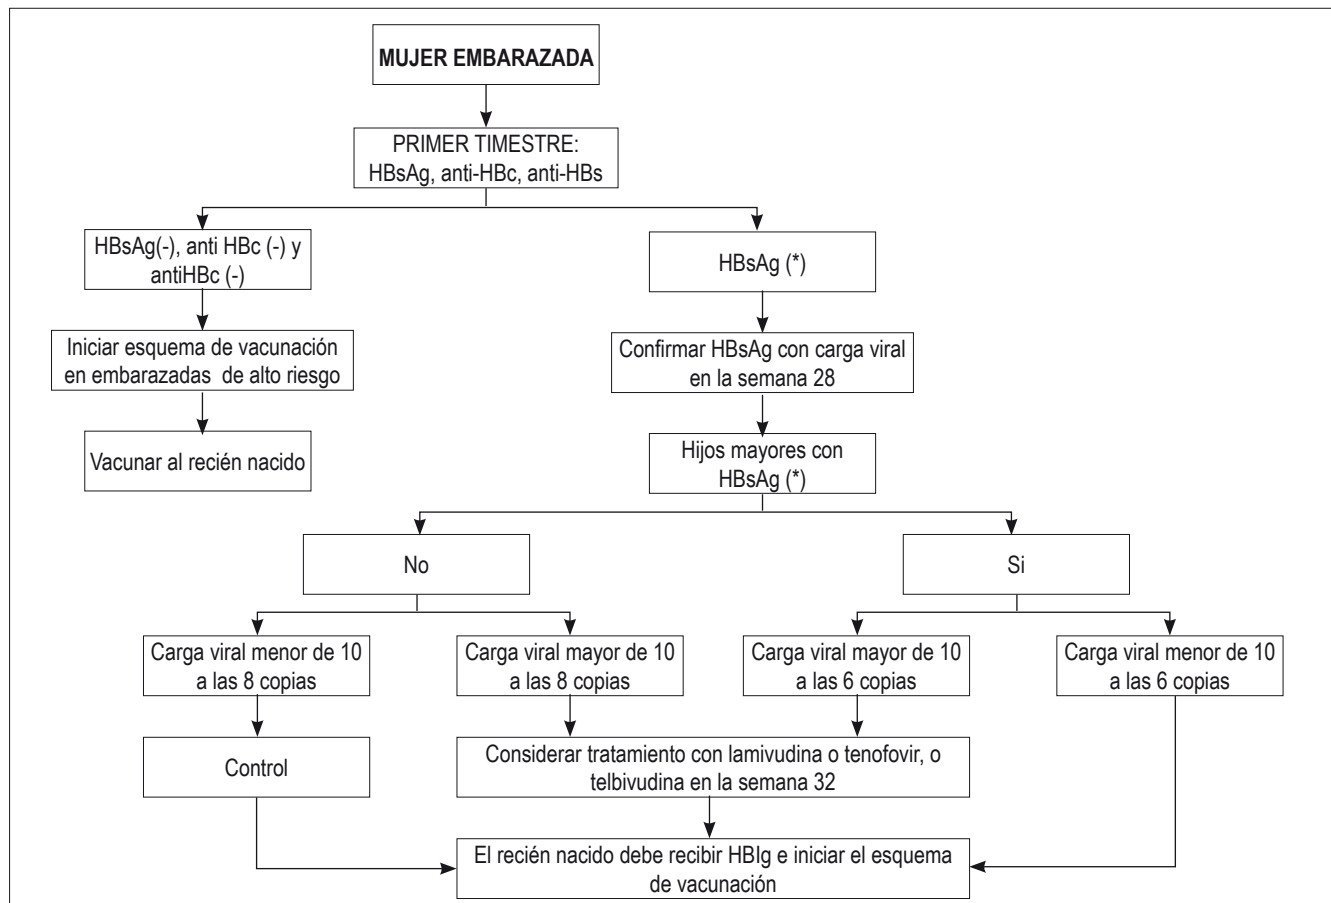 MUJER EMBARAZADA
PRIMER TIMESTRE:
HBsAg, anti-HBc, anti-HBs
HBsAg(-), anti HBc (-) y
antiHBc (-)
HBsAg (*)
Iniciar esquema de vacunación
en embarazadas de alto riesgo
Confirmar HBsAg con carga viral
en la semana 28
Vacunar al recién nacido
Hijos mayores con
HBsAg (*)
No
Si
Carga viral menor de 10
a las 8 copias
Carga viral mayor de 10
a las 8 copias
Carga viral mayor de 10
a las 6 copias
Carga viral menor de 10
a las 6 copias
Control
Considerar tratamiento con lamivudina o tenofovir, o
telbivudina en la semana 32
El recién nacido debe recibir HBIg e iniciar el esquema
de vacunación